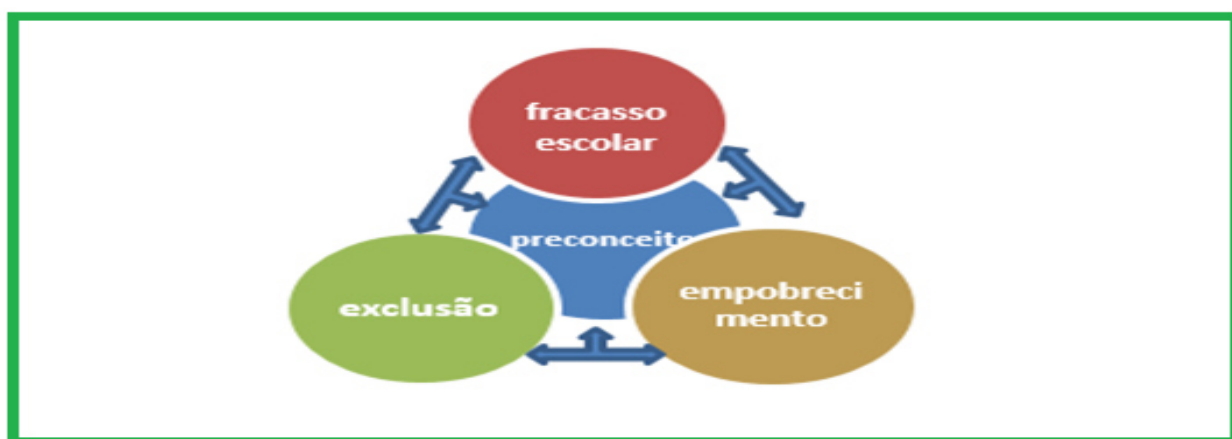 fracasso
escolar
preconceito
exclusão
empobreci
mento